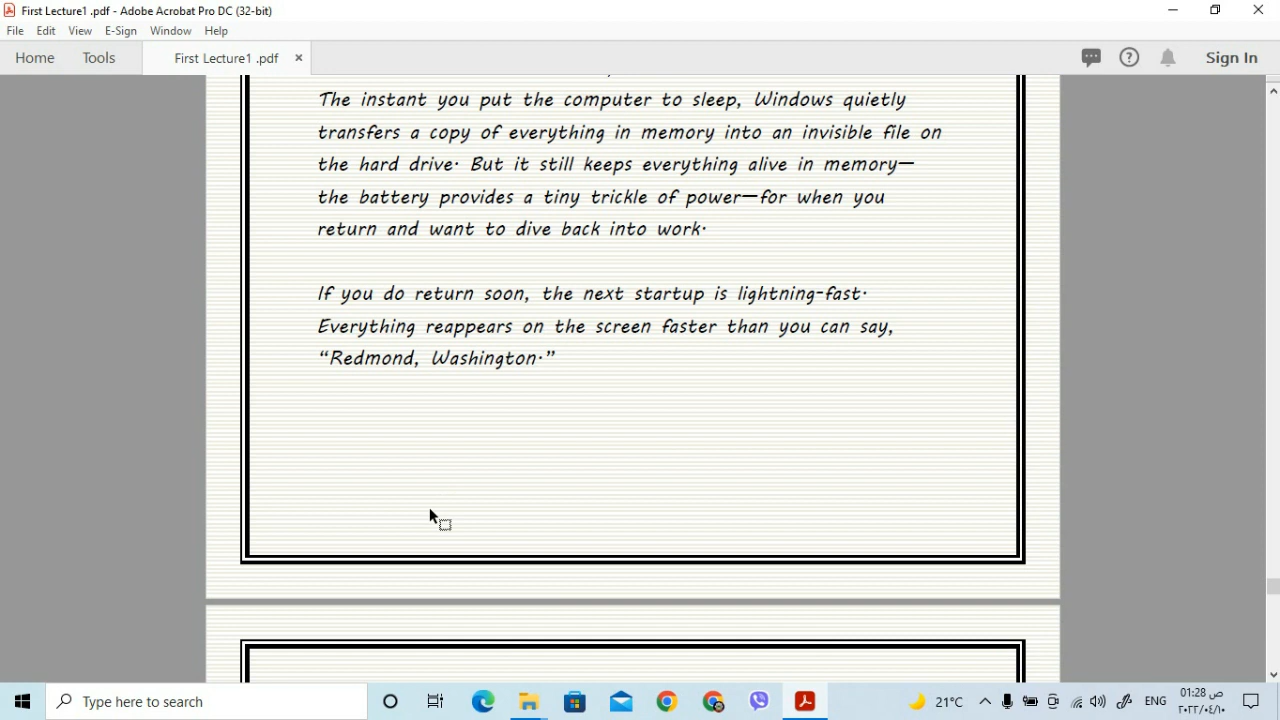 First Lecture1 .pdf - Adobe Acrobat Pro DC (32-bit)
File Edit View E-Sign Window Help
Home Tools First Lecture1 .pdf × Sign In
The instant you put the computer to sleep, Windows quietly
transfers a copy of everything in memory into an invisible file on
the hard drive. But it still keeps everything alive in memory—
the battery provides a tiny trickle of power—for when you
return and want to dive back into work.
If you do return soon, the next startup is lightning-fast.
Everything reappears on the screen faster than you can say,
“Redmond, Washington.”
Type here to search 21°C ENG 01:28 ص
٢٠٢٢/٠٤/١٠